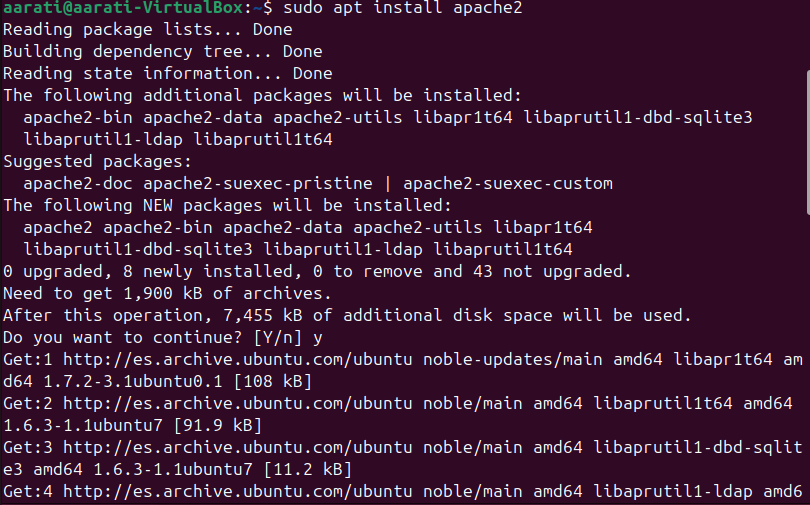 aarati@aarati-VirtualBox:~$ sudo apt install apache2
Reading package lists... Done
Building dependency tree... Done
Reading state information... Done
The following additional packages will be installed:
  apache2-bin apache2-data apache2-utils libapr1t64 libaprutil1-dbd-sqlite3
  libaprutil1-ldap libaprutil1t64
Suggested packages:
  apache2-doc apache2-suexec-pristine | apache2-suexec-custom
The following NEW packages will be installed:
  apache2 apache2-bin apache2-data apache2-utils libapr1t64
  libaprutil1-dbd-sqlite3 libaprutil1-ldap libaprutil1t64
0 upgraded, 8 newly installed, 0 to remove and 43 not upgraded.
Need to get 1,900 kB of archives.
After this operation, 7,455 kB of additional disk space will be used.
Do you want to continue? [Y/n] y
Get:1 http://es.archive.ubuntu.com/ubuntu noble-updates/main amd64 libapr1t64 am
d64 1.7.2-3.1ubuntu0.1 [108 kB]
Get:2 http://es.archive.ubuntu.com/ubuntu noble/main amd64 libaprutil1t64 amd64
1.6.3-1.1ubuntu7 [91.9 kB]
Get:3 http://es.archive.ubuntu.com/ubuntu noble/main amd64 libaprutil1-dbd-sqlit
e3 amd64 1.6.3-1.1ubuntu7 [11.2 kB]
Get:4 http://es.archive.ubuntu.com/ubuntu noble/main amd64 libaprutil1-ldap amd6